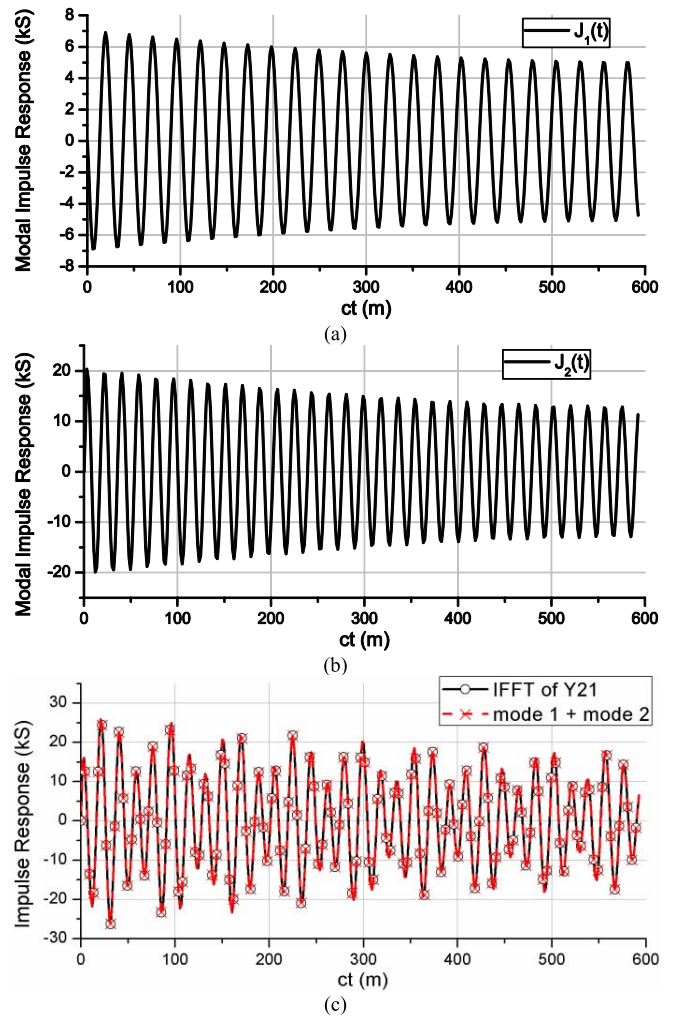 8
6
4
2
0
-2
-4
-6
-8
Modal Impulse Response (kS)
J1(t)
0 100 200 300 400 500 600
ct (m)
(a)
20
10
0
-10
-20
Modal Impulse Response (kS)
J2(t)
0 100 200 300 400 500 600
ct (m)
(b)
30
20
10
0
-10
-20
-30
Impulse Response (kS)
IFFT of Y21
mode 1 + mode 2
0 100 200 300 400 500 600
ct (m)
(c)